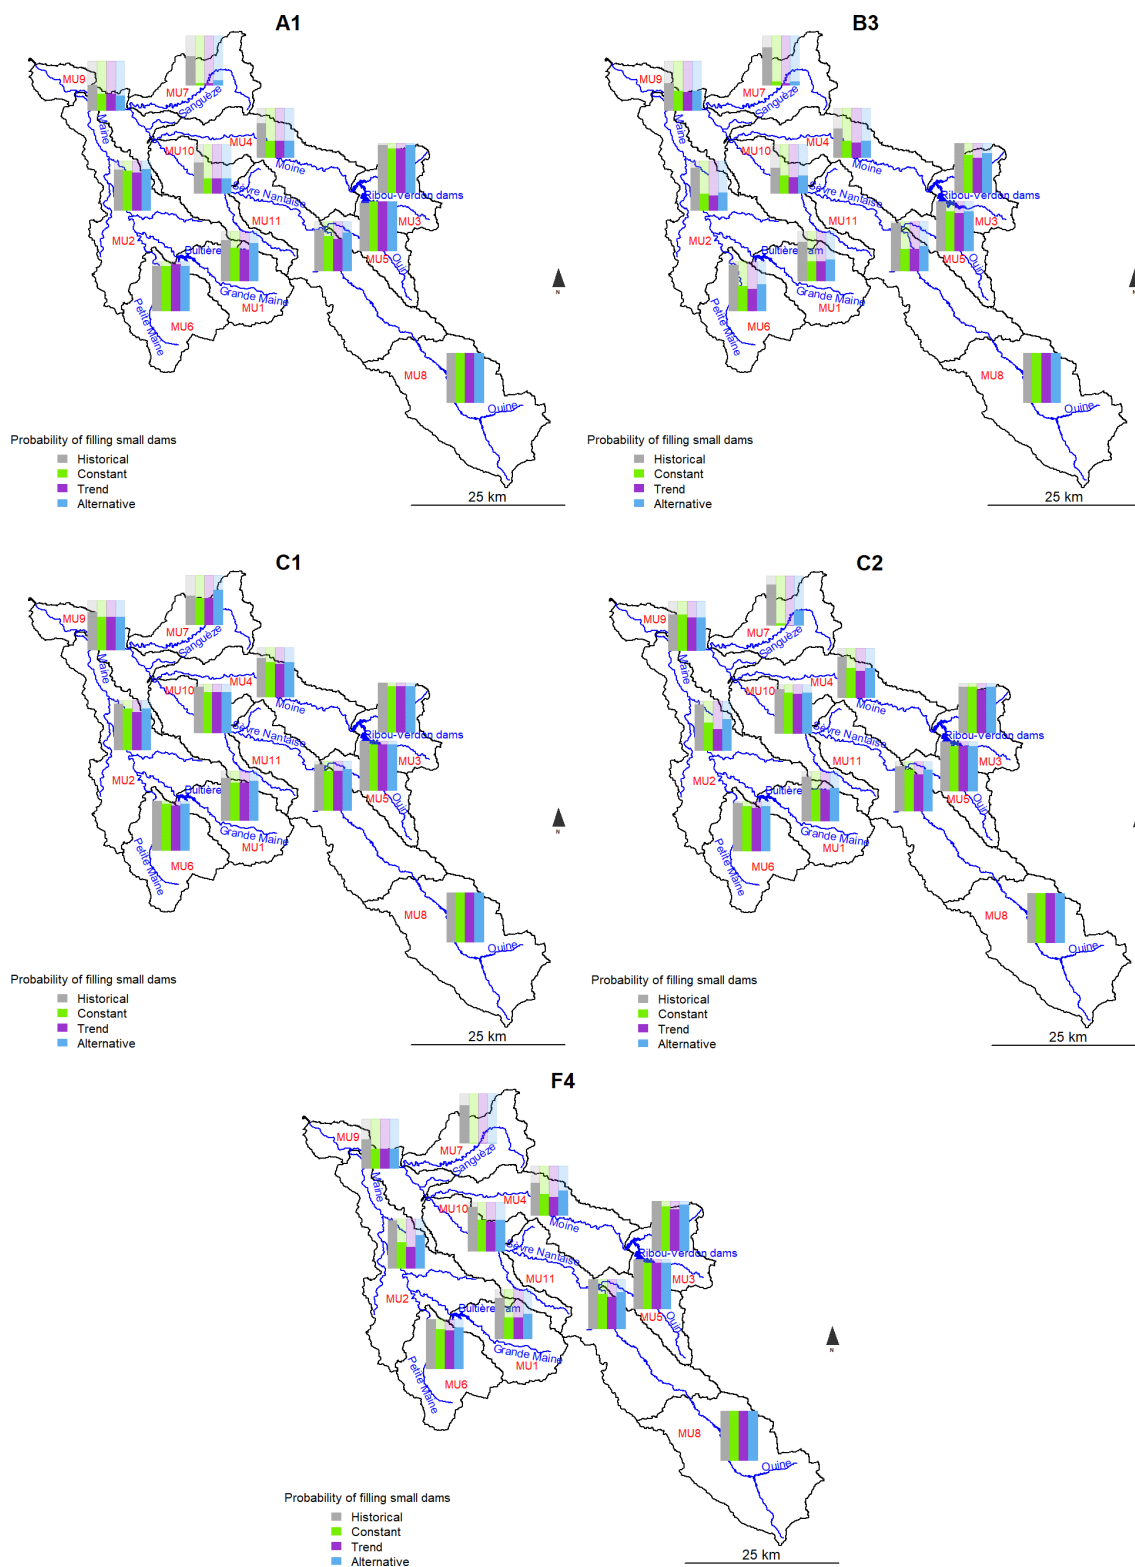 A1
MU9
MU7
Sanguèze
Maine
MU4
MU10
Moine
Sèvre Nantaise
Ribou-Verdon dams
MU3
MU11
MU2
MU5
Ouin
Bultière
Grande Maine
MU1
Petite Maine
MU6
N
MU8
Ouine
Probability of filling small dams
Historical
Constant
Trend
Alternative
25 km
B3
MU9
MU7
Sanguèze
Maine
MU4
MU10
Moine
Sèvre Nantaise
Ribou-Verdon dams
MU3
MU11
MU2
MU5
Ouin
Bultière am
Grande Maine
MU1
Petite Maine
MU6
N
MU8
Ouine
Probability of filling small dams
Historical
Constant
Trend
Alternative
25 km
C1
MU9
MU7
Sanguèze
Maine
MU4
MU10
Moine
Sèvre Nantaise
Ribou-Verdon dams
MU3
MU11
MU2
MU5
Ouin
Bultière
Grande Maine
MU1
Petite Maine
MU6
N
MU8
Ouine
Probability of filling small dams
Historical
Constant
Trend
Alternative
25 km
C2
MU9
MU7
Sanguèze
Maine
MU4
MU10
Moine
Sèvre Nantaise
Ribou-Verdon dams
MU3
MU11
MU2
MU5
Ouin
Bultière
Grande Maine
MU1
Petite Maine
MU6
MU8
Ouine
Probability of filling small dams
Historical
Constant
Trend
Alternative
25 km
F4
MU9
MU7
Sanguèze
Maine
MU4
MU10
Moine
Sèvre Nantaise
Ribou-Verdon dams
MU3
MU11
MU2
MU5
Ouin
Bultière am
Grande Maine
MU1
Petite Maine
MU6
N
MU8
Ouine
Probability of filling small dams
Historical
Constant
Trend
Alternative
25 km